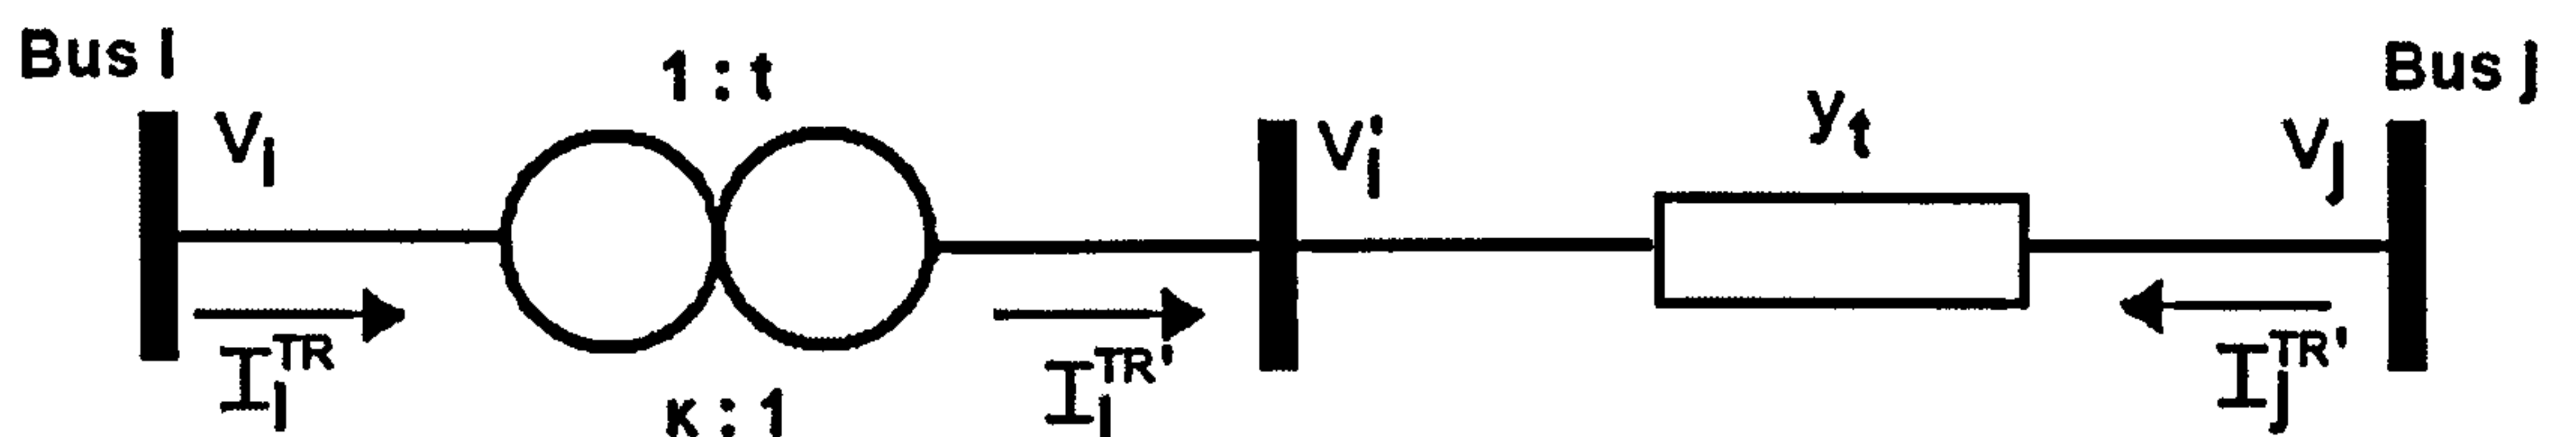 Bus i
1 : t
Bus j
V_i
V_i'
y_t
V_j
I_i^TR
I_i^TR'
I_j^TR'
κ : 1